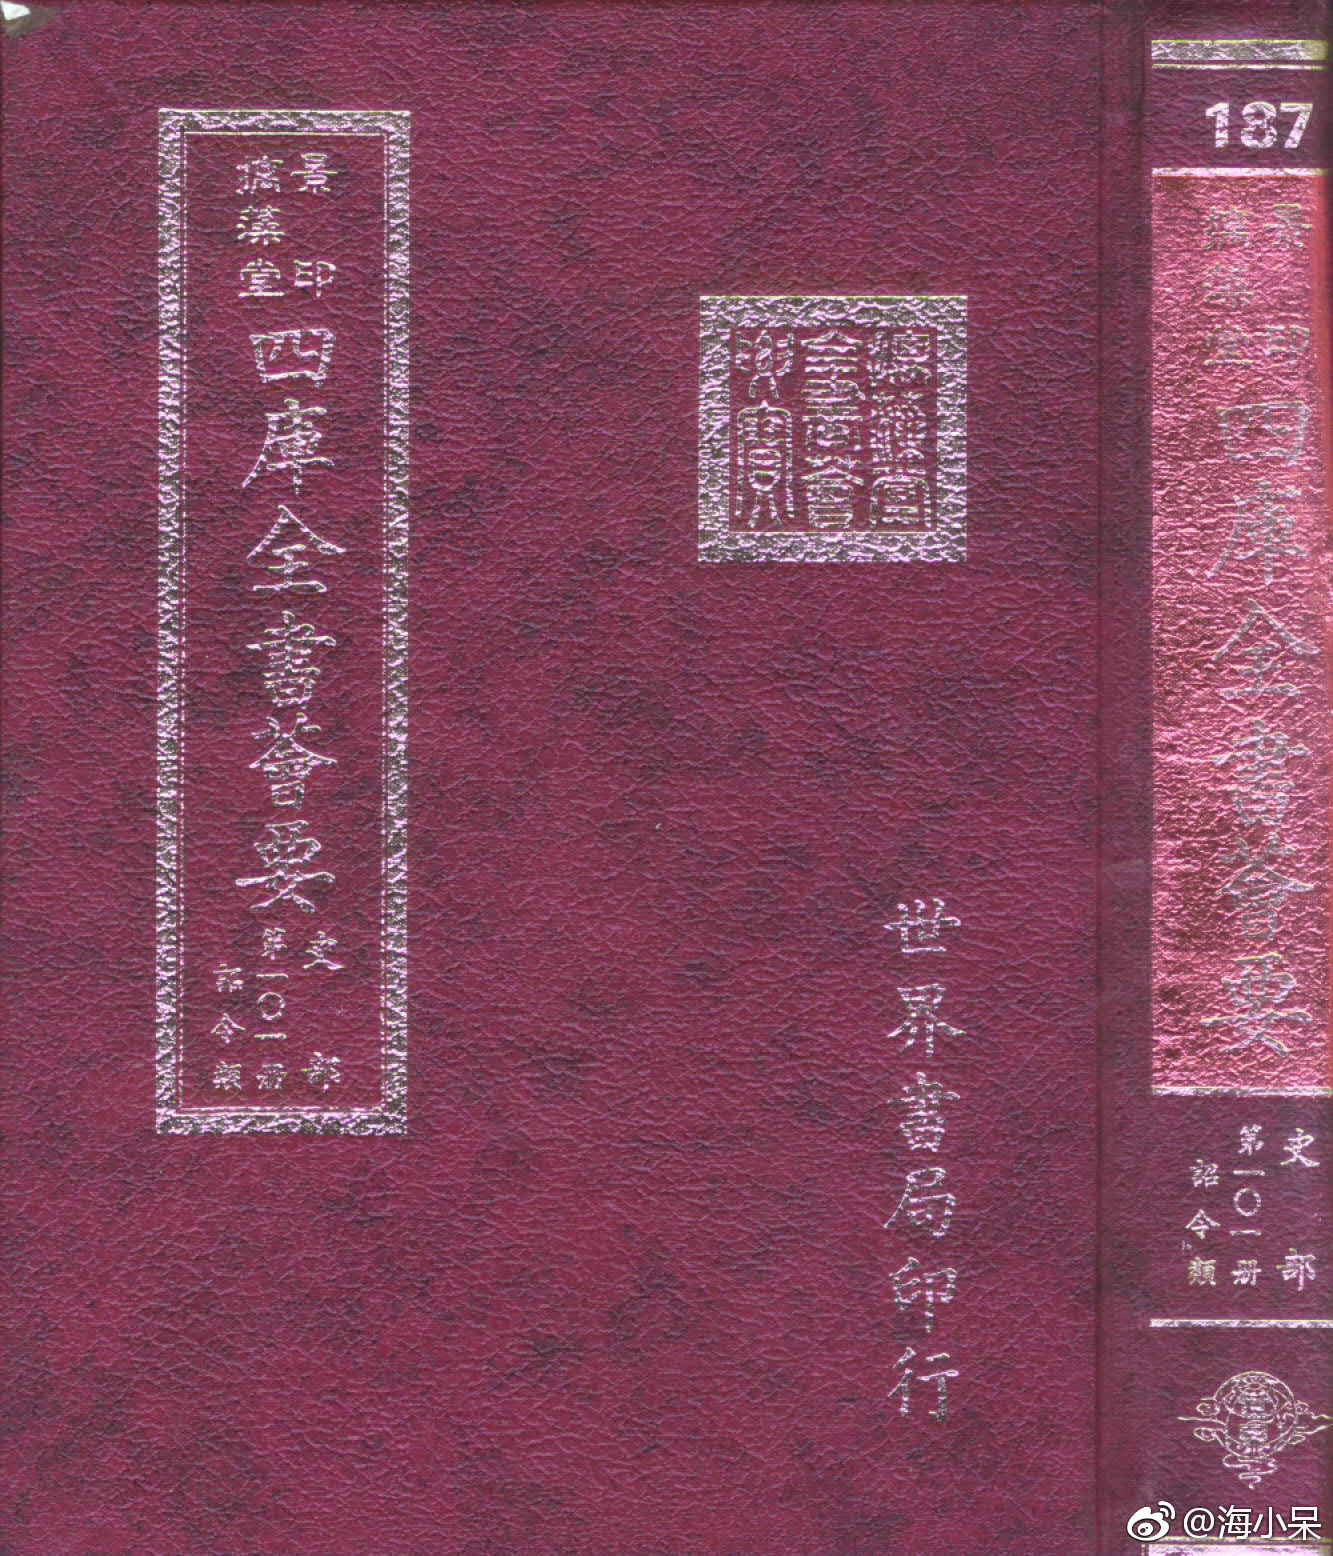 景印
摛藻堂
四庫全書薈要
史部
第一〇一册
詔令類
摛藻堂
全書薈
要寶
世界書局印行
187
景印
摛藻堂
四庫全書薈要
史部
第一〇一册
詔令類
@海小呆